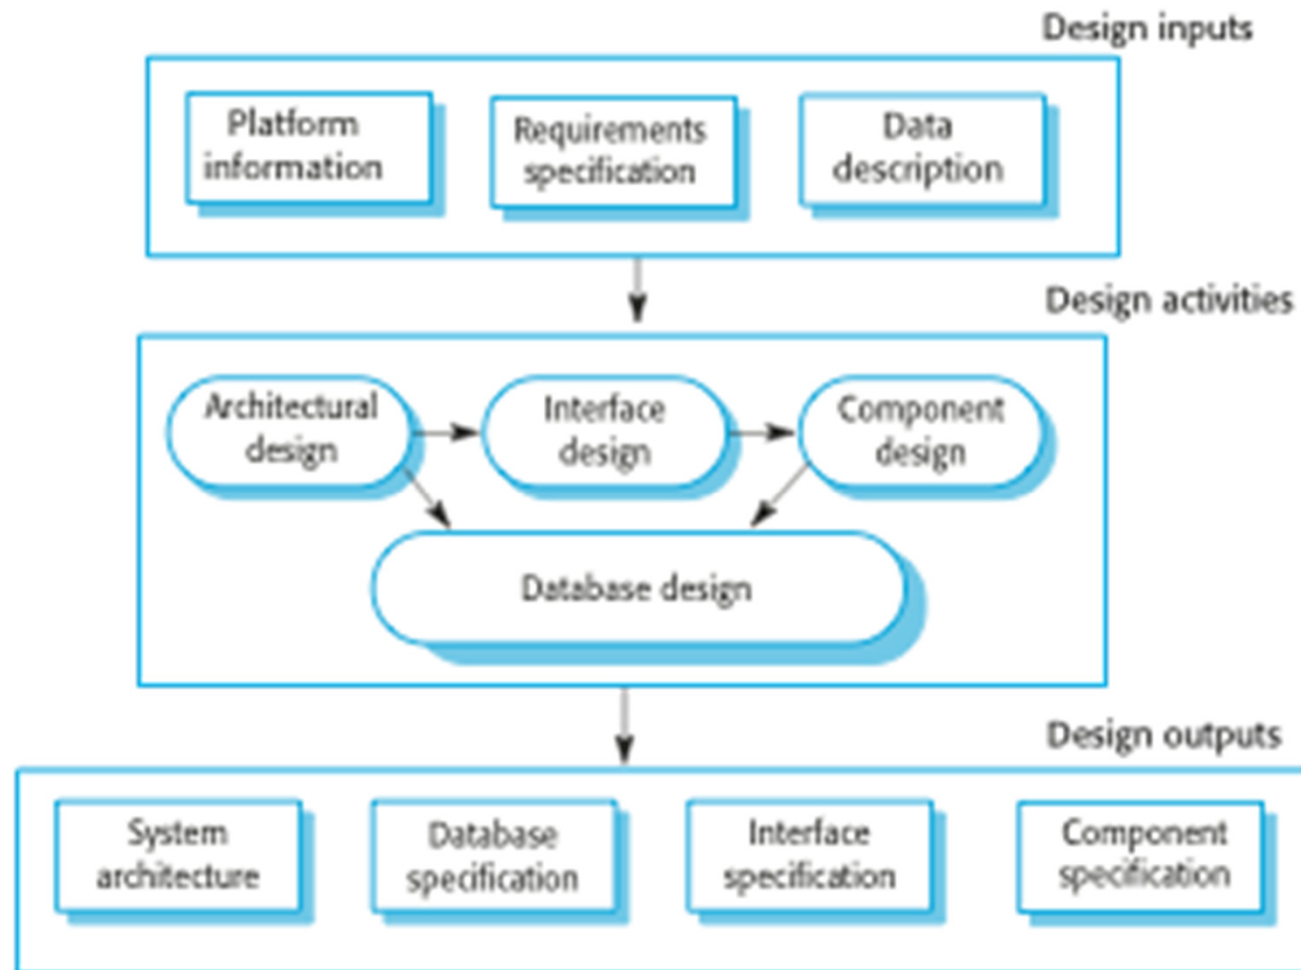 Design inputs
Platform
information
Requirements
specification
Data
description
Design activities
Architectural
design
Interface
design
Component
design
Database design
Design outputs
System
architecture
Database
specification
Interface
specification
Component
specification